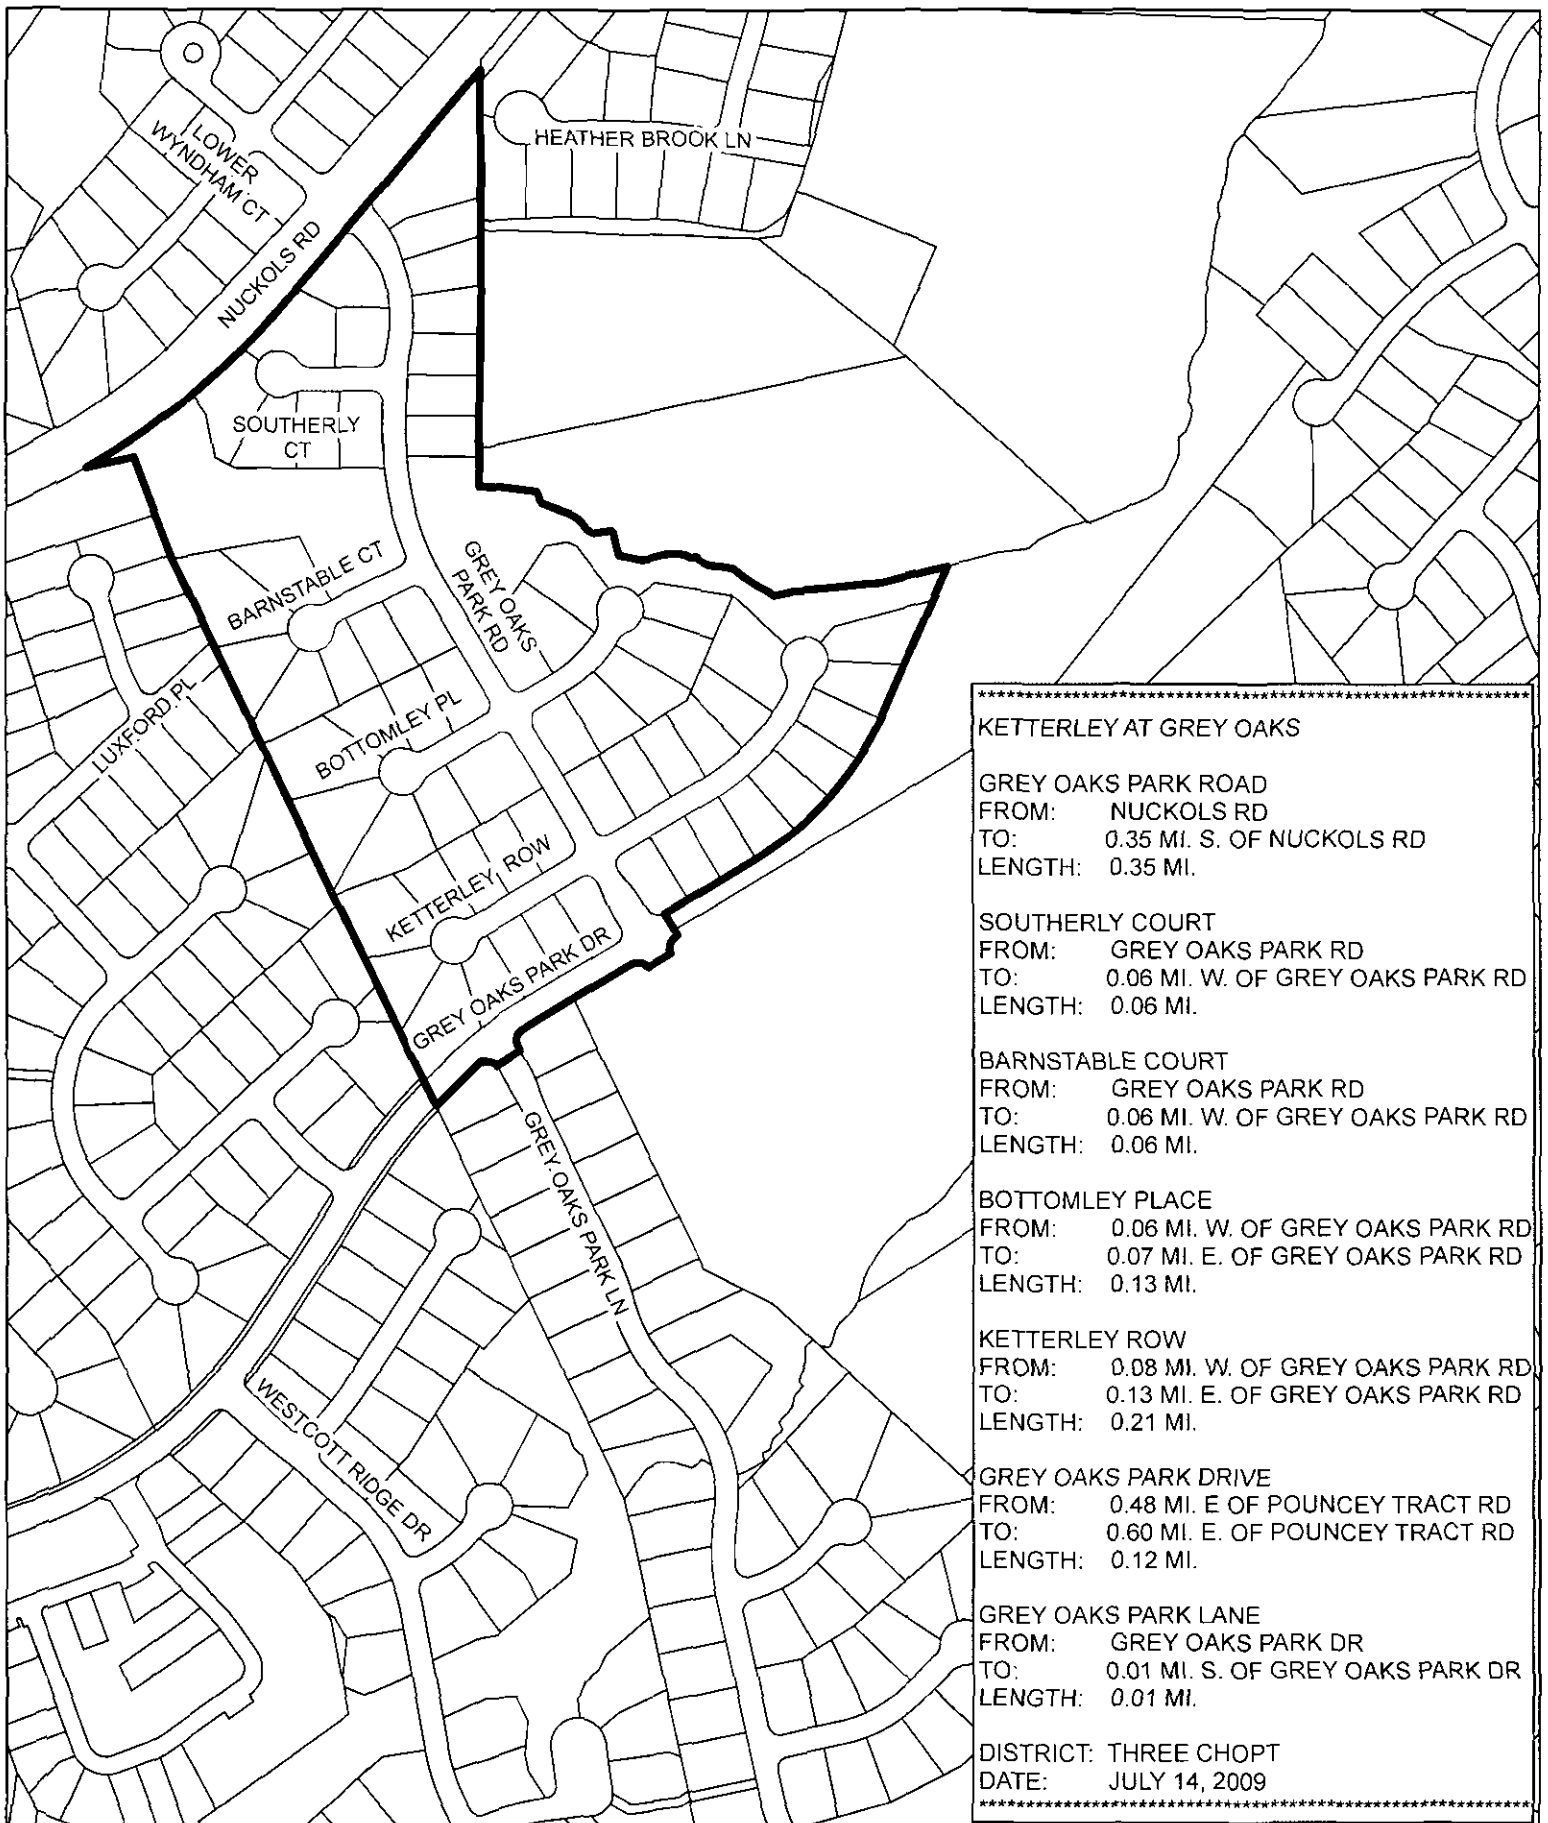 LOWER
WYNDHAM CT
HEATHER BROOK LN
NUCKOLS RD
SOUTHERLY
CT
BARNSTABLE CT
GREY OAKS
PARK RD
LUXFORD PL
BOTTOMLEY PL
KETTERLEY ROW
GREY OAKS PARK DR
GREY OAKS PARK LN
WESTCOTT RIDGE DR
KETTERLEY AT GREY OAKS
GREY OAKS PARK ROAD
FROM: NUCKOLS RD
TO: 0.35 MI. S. OF NUCKOLS RD
LENGTH: 0.35 MI.
SOUTHERLY COURT
FROM: GREY OAKS PARK RD
TO: 0.06 MI. W. OF GREY OAKS PARK RD
LENGTH: 0.06 MI.
BARNSTABLE COURT
FROM: GREY OAKS PARK RD
TO: 0.06 MI. W. OF GREY OAKS PARK RD
LENGTH: 0.06 MI.
BOTTOMLEY PLACE
FROM: 0.06 MI. W. OF GREY OAKS PARK RD
TO: 0.07 MI. E. OF GREY OAKS PARK RD
LENGTH: 0.13 MI.
KETTERLEY ROW
FROM: 0.08 MI. W. OF GREY OAKS PARK RD
TO: 0.13 MI. E. OF GREY OAKS PARK RD
LENGTH: 0.21 MI.
GREY OAKS PARK DRIVE
FROM: 0.48 MI. E OF POUNCEY TRACT RD
TO: 0.60 MI. E. OF POUNCEY TRACT RD
LENGTH: 0.12 MI.
GREY OAKS PARK LANE
FROM: GREY OAKS PARK DR
TO: 0.01 MI. S. OF GREY OAKS PARK DR
LENGTH: 0.01 MI.
DISTRICT: THREE CHOPT
DATE: JULY 14, 2009